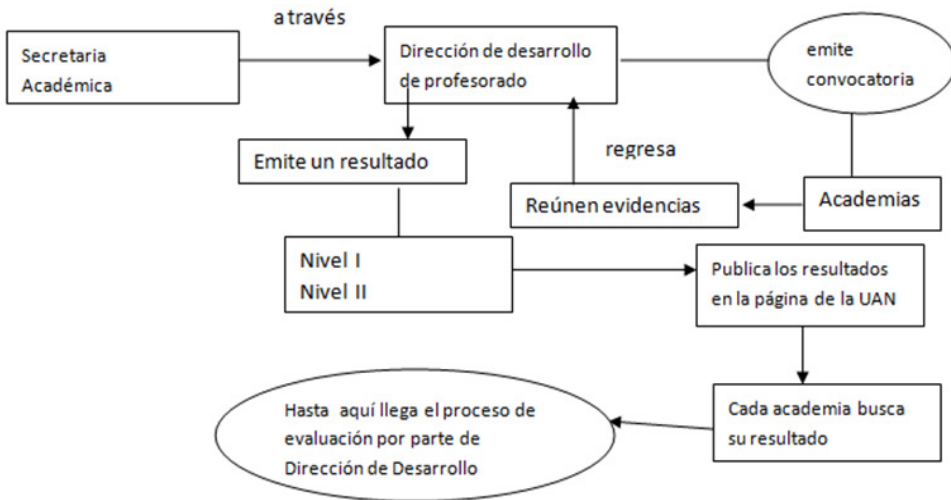 a través
Secretaria
Académica
Dirección de desarrollo
de profesorado
emite
convocatoria
Emite un resultado
regresa
Reúnen evidencias
Academias
Nivel I
Nivel II
Publica los resultados
en la página de la UAN
Hasta aquí llega el proceso de
evaluación por parte de
Dirección de Desarrollo
Cada academia busca
su resultado